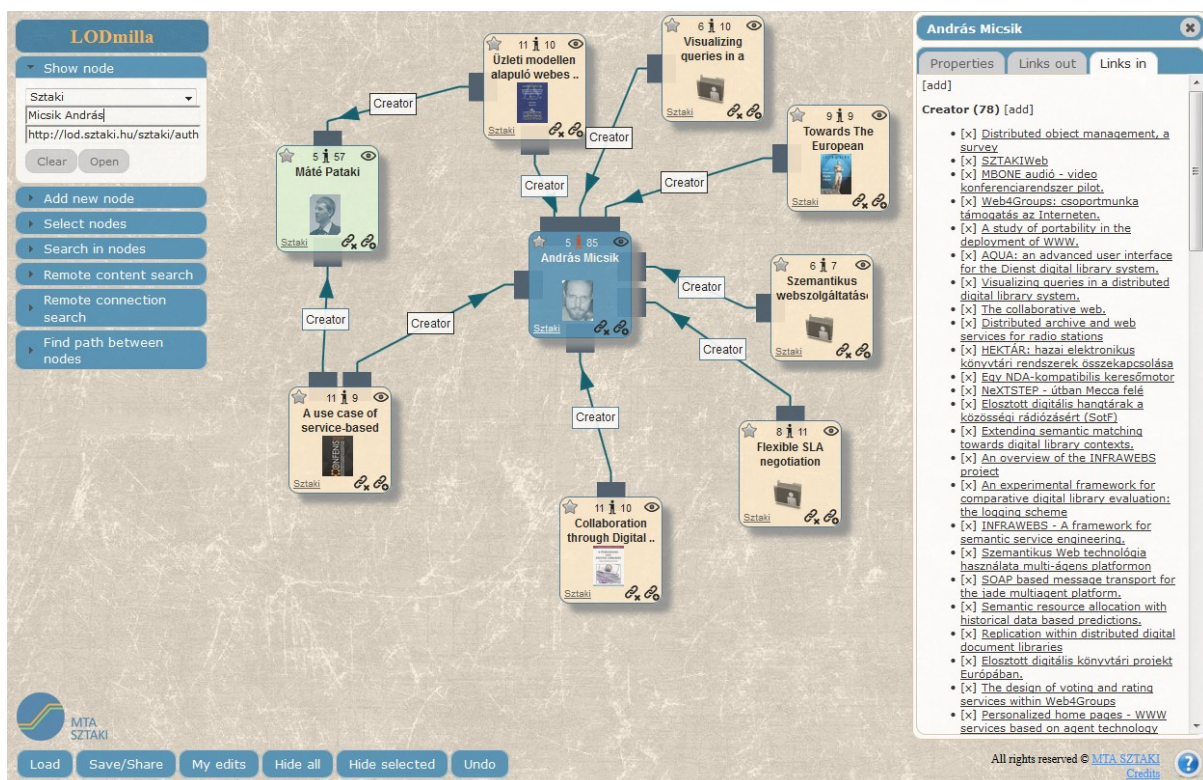 LODmilla
Show node
Sztaki
Micsik András
http://lod.sztaki.hu/sztaki/auth
Clear
Open
Add new node
Select nodes
Search in nodes
Remote content search
Remote connection
search
Find path between
nodes
11 10
Üzleti modellen
alapuló webes ..
Sztaki
6 10
Visualizing
queries in a
Sztaki
9 9
Towards The
European
Sztaki
5 57
Máté Pataki
Sztaki
5 85
András Micsik
Sztaki
6 7
Szemantikus
webszolgáltatás
Sztaki
11 9
A use case of
service-based
Sztaki
8 11
Flexible SLA
negotiation
Sztaki
11 10
Collaboration
through Digital ..
Sztaki
Creator
Creator
Creator
Creator
Creator
Creator
Creator
Creator
Creator
András Micsik
Properties
Links out
Links in
[add]
Creator (78) [add]
[x] Distributed object management, a
survey
[x] SZTAKIWeb
[x] MBONE audió - video
konferenciarendszer pilot.
[x] Web4Groups: csoportmunka
támogatás az Interneten.
[x] A study of portability in the
deployment of WWW.
[x] AQUA: an advanced user interface
for the Dienst digital library system.
[x] Visualizing queries in a distributed
digital library system.
[x] The collaborative web.
[x] Distributed archive and web
services for radio stations
[x] HEKTÁR: hazai elektronikus
könyvtári rendszerek összekapcsolása
[x] Egy NDA-kompatibilis keresőmotor
[x] NeXTSTEP - útban Mecca felé
[x] Elosztott digitális hangtárak a
közösségi rádiózásért (SotF)
[x] Extending semantic matching
towards digital library contexts.
[x] An overview of the INFRAWEBS
project
[x] An experimental framework for
comparative digital library evaluation:
the logging scheme
[x] INFRAWEBS - A framework for
semantic service engineering.
[x] Szemantikus Web technológia
használata multi-ágens platformon
[x] SOAP based message transport for
the jade multiagent platform.
[x] Semantic resource allocation with
historical data based predictions.
[x] Replication within distributed digital
document libraries
[x] Elosztott digitális könyvtári projekt
Európában.
[x] The design of voting and rating
services within Web4Groups
[x] Personalized home pages - WWW
services based on agent technology
MTA
SZTAKI
Load
Save/Share
My edits
Hide all
Hide selected
Undo
All rights reserved © MTA SZTAKI
Credits